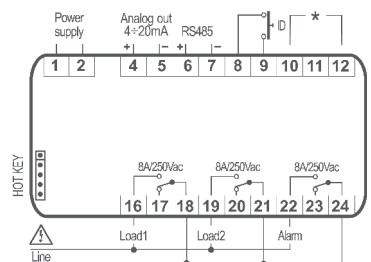 Power supply
Analog out 4÷20mA
RS485
ID
*
+ − + −
1 2 4 5 6 7 8 9 10 11 12
HOT KEY
8A/250Vac 8A/250Vac 8A/250Vac
16 17 18 19 20 21 22 23 24
Load1 Load2 Alarm
Line